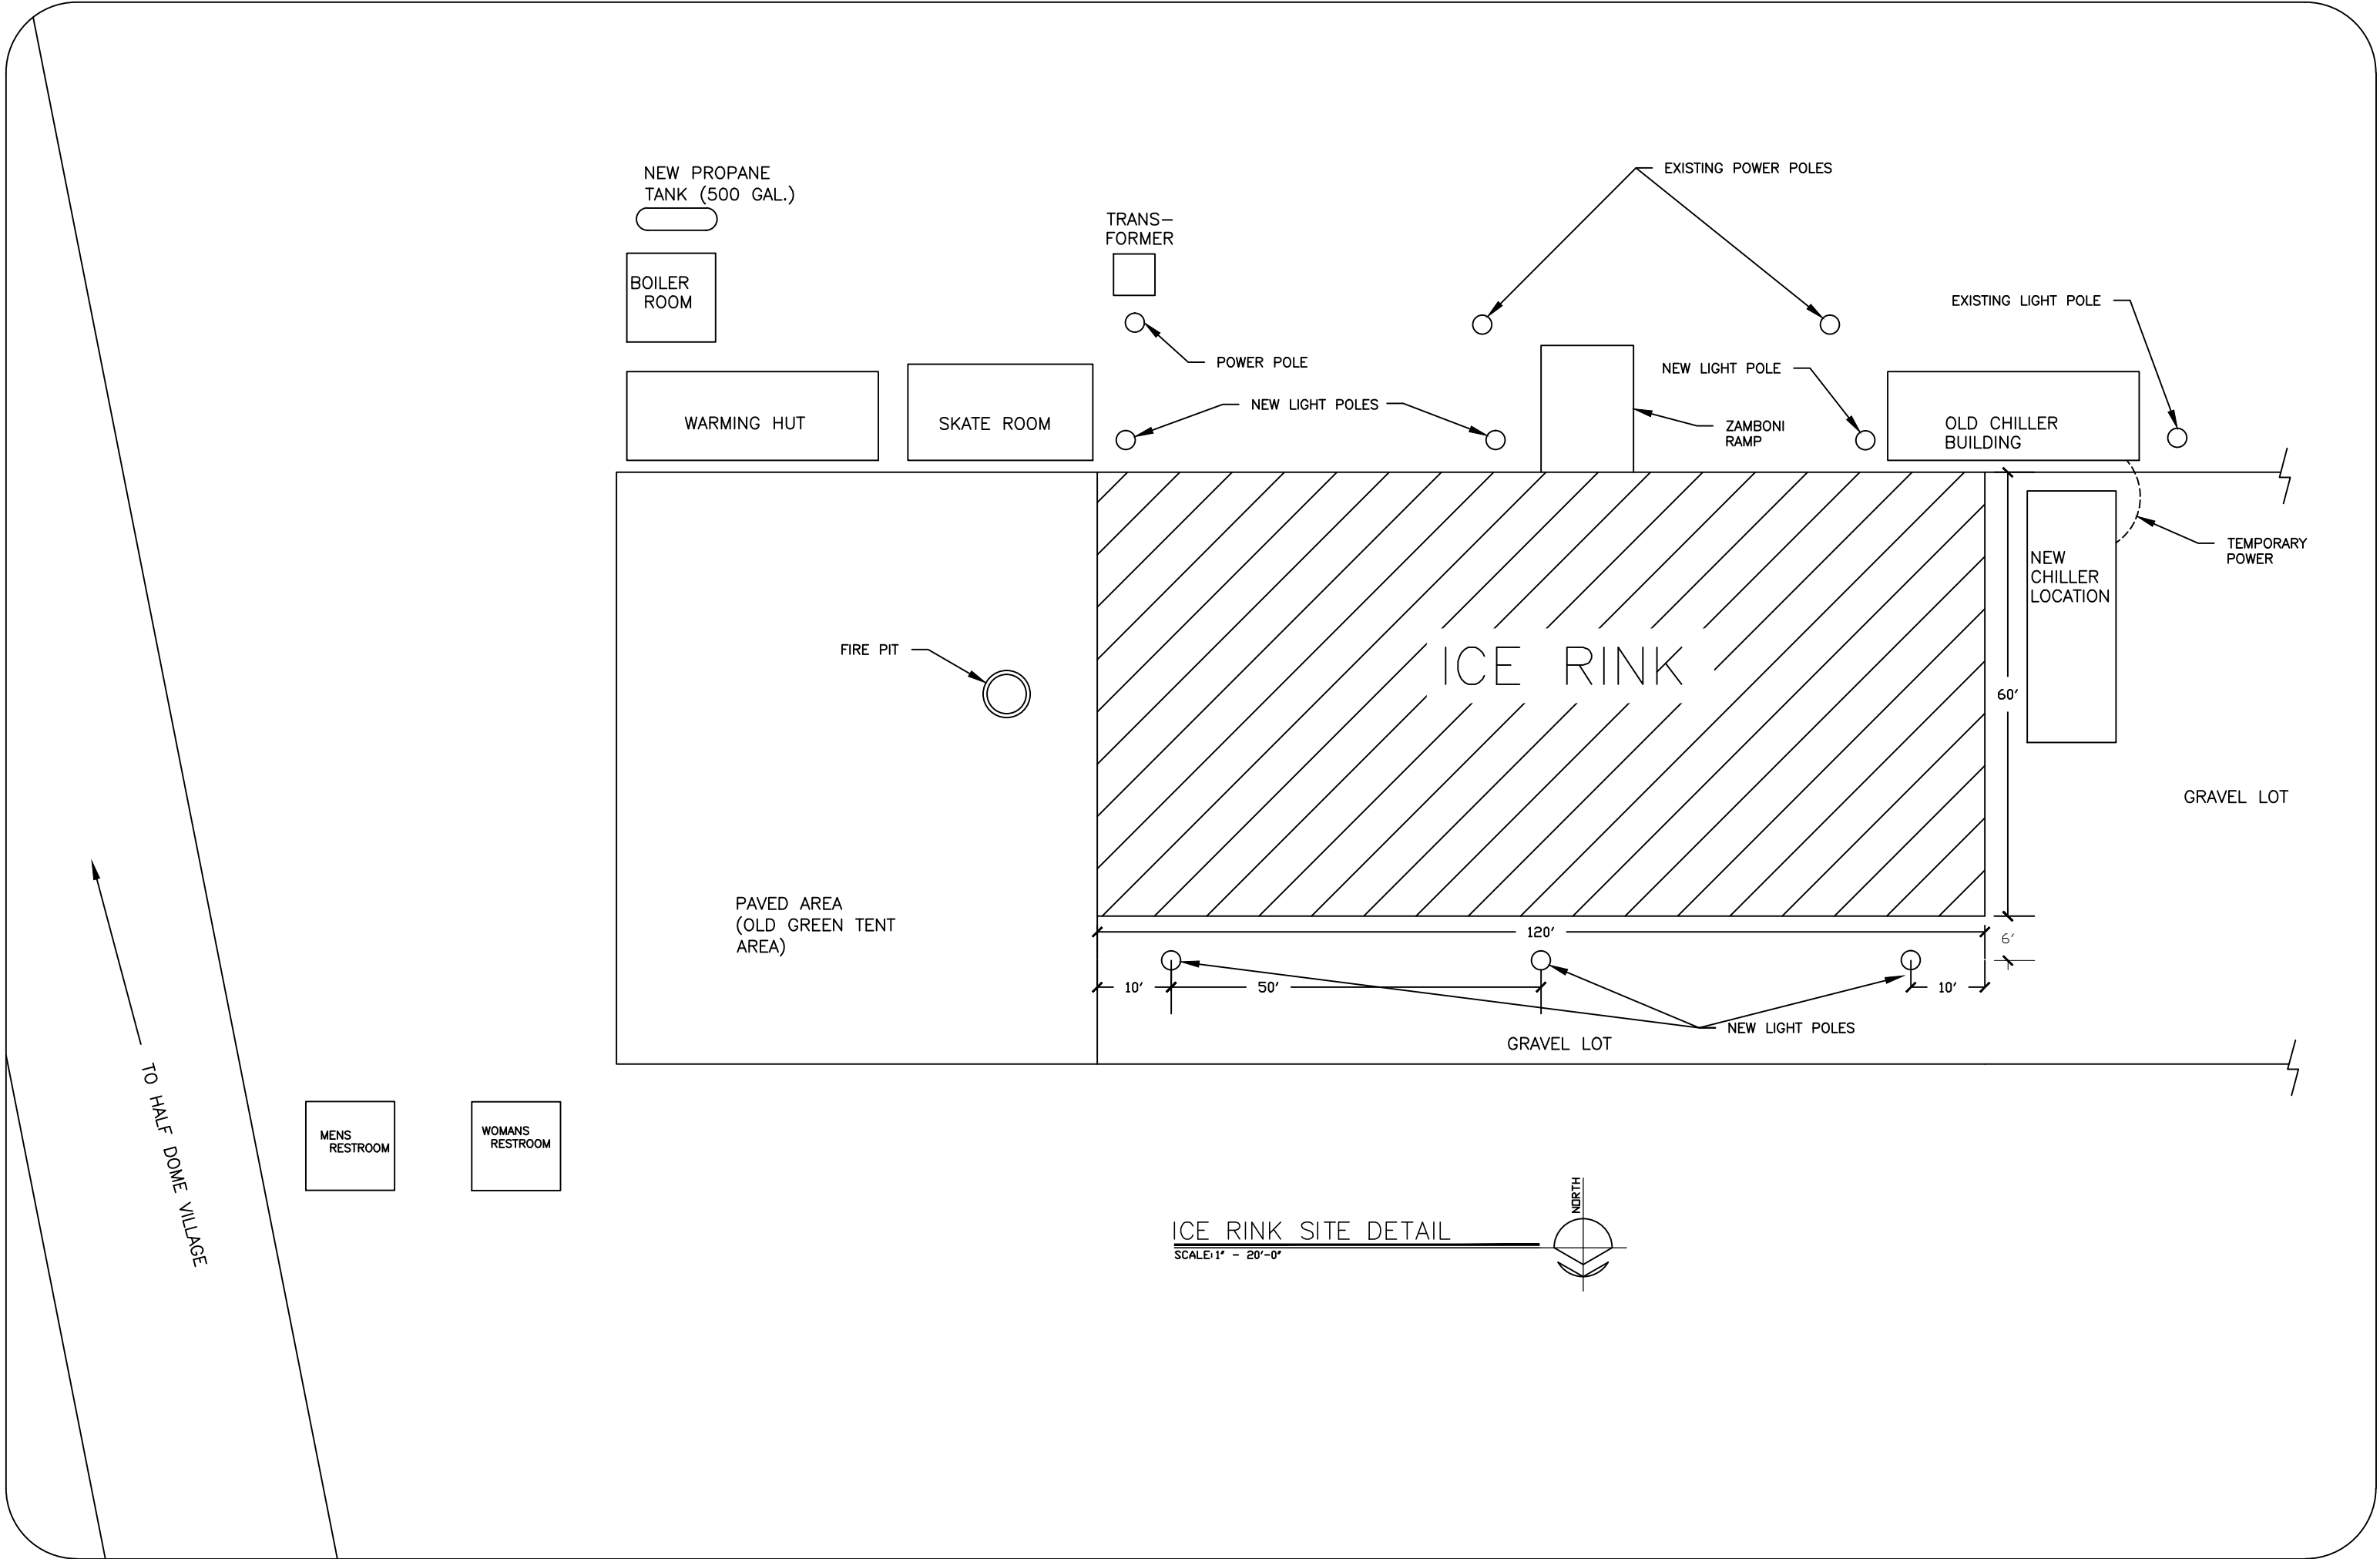 NEW PROPANE
TANK (500 GAL.)
EXISTING POWER POLES
TRANS-
FORMER
BOILER
ROOM
EXISTING LIGHT POLE
POWER POLE
NEW LIGHT POLE
NEW LIGHT POLES
WARMING HUT
SKATE ROOM
ZAMBONI
RAMP
OLD CHILLER
BUILDING
TEMPORARY
POWER
NEW
CHILLER
LOCATION
FIRE PIT
ICE RINK
60'
GRAVEL LOT
PAVED AREA
(OLD GREEN TENT
AREA)
120'
6'
10'
50'
10'
NEW LIGHT POLES
GRAVEL LOT
TO HALF DOME VILLAGE
MENS
RESTROOM
WOMANS
RESTROOM
NORTH
ICE RINK SITE DETAIL
SCALE:1" - 20'-0"